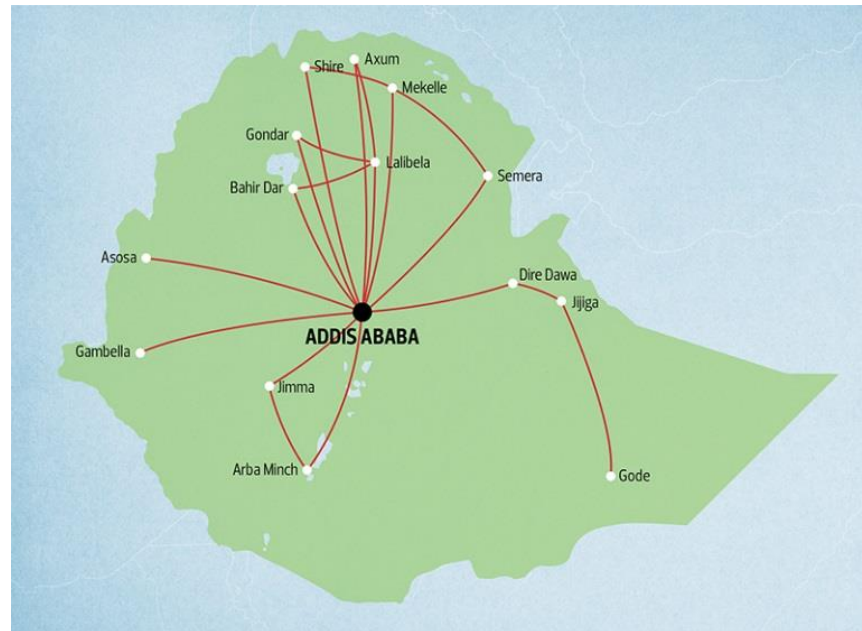 Axum
Shire
Mekelle
Gondar
Lalibela
Semera
Bahir Dar
Asosa
Dire Dawa
Jijiga
ADDIS ABABA
Gambella
Jimma
Arba Minch
Gode